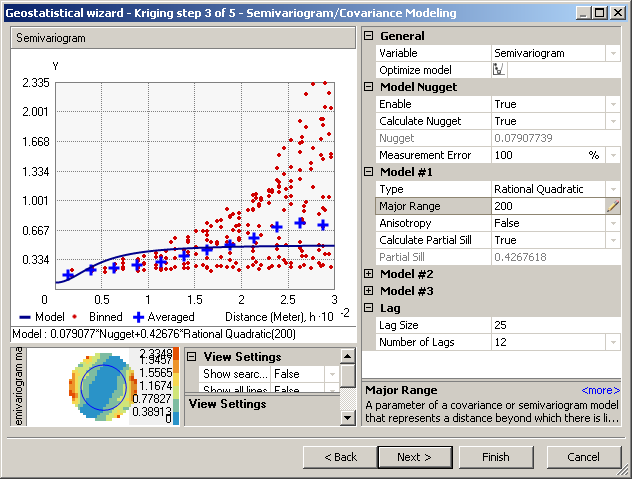 Geostatistical wizard - Kriging step 3 of 5 - Semivariogram/Covariance Modeling
Semivariogram
γ
2.335
2.001
1.668
1.334
1.001
0.667
0.334
0 0.5 1 1.5 2 2.5 3
Model Binned Averaged Distance (Meter), h ·10 -2
Model : 0.079077*Nugget+0.42676*Rational Quadratic(200)
2.3349
1.9457
1.5565
1.1674
0.77827
0.38913
0
View Settings
Show searc... False
Show all lines False
View Settings
General
Variable Semivariogram
Optimize model
Model Nugget
Enable True
Calculate Nugget True
Nugget 0.07907739
Measurement Error 100 %
Model #1
Type Rational Quadratic
Major Range 200
Anisotropy False
Calculate Partial Sill True
Partial Sill 0.4267618
Model #2
Model #3
Lag
Lag Size 25
Number of Lags 12
Major Range <more>
A parameter of a covariance or semivariogram model
that represents a distance beyond which there is li...
< Back Next > Finish Cancel